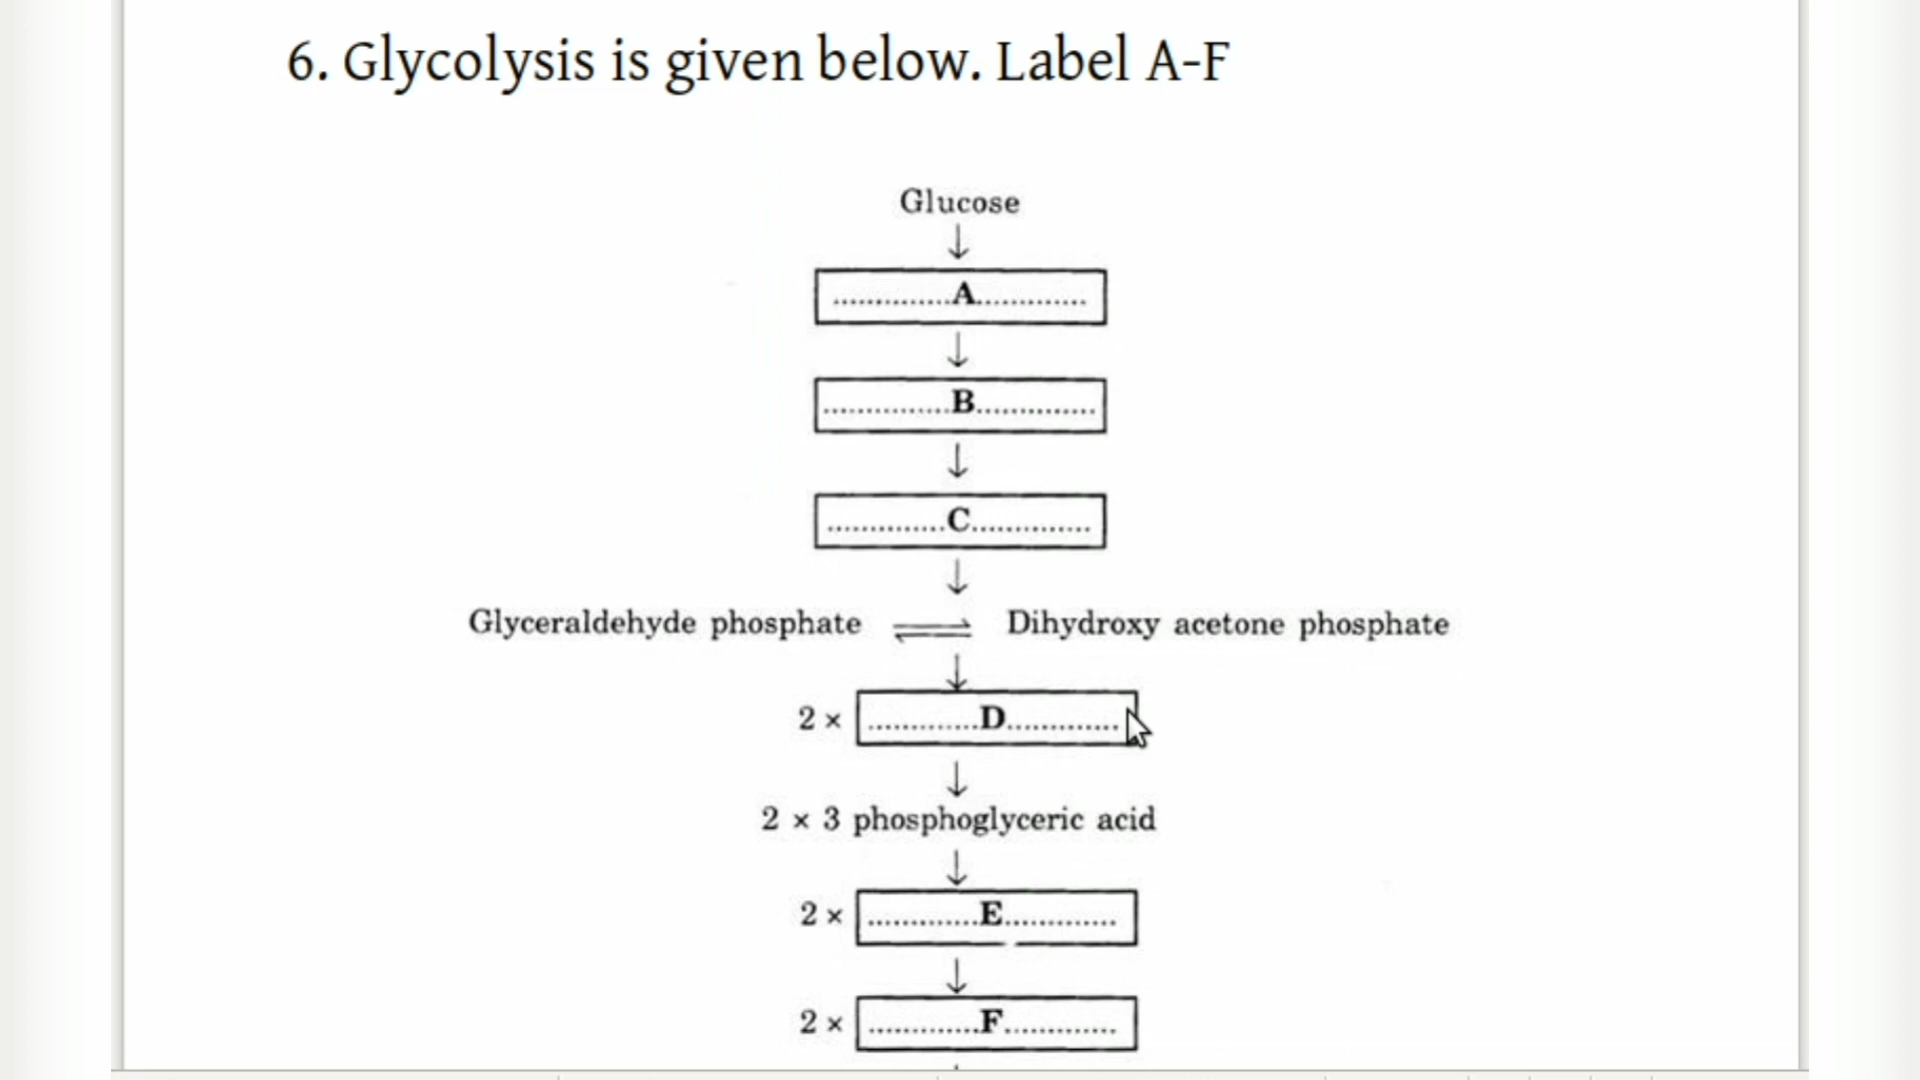 6. Glycolysis is given below. Label A-F
Glucose
..............A.............
...............B..............
..............C..............
Glyceraldehyde phosphate ⇌ Dihydroxy acetone phosphate
2 × .............D.............
2 × 3 phosphoglyceric acid
2 × .............E.............
2 × .............F.............